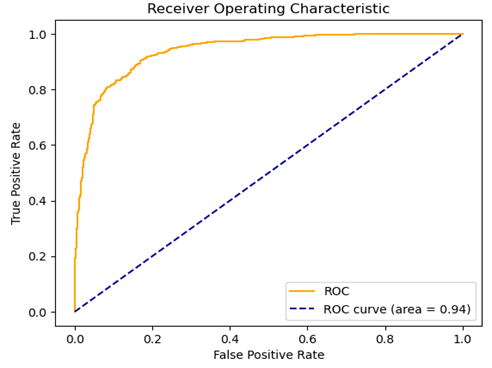 Receiver Operating Characteristic
1.0
0.8
0.6
0.4
0.2
0.0
True Positive Rate
ROC
ROC curve (area = 0.94)
0.0 0.2 0.4 0.6 0.8 1.0
False Positive Rate